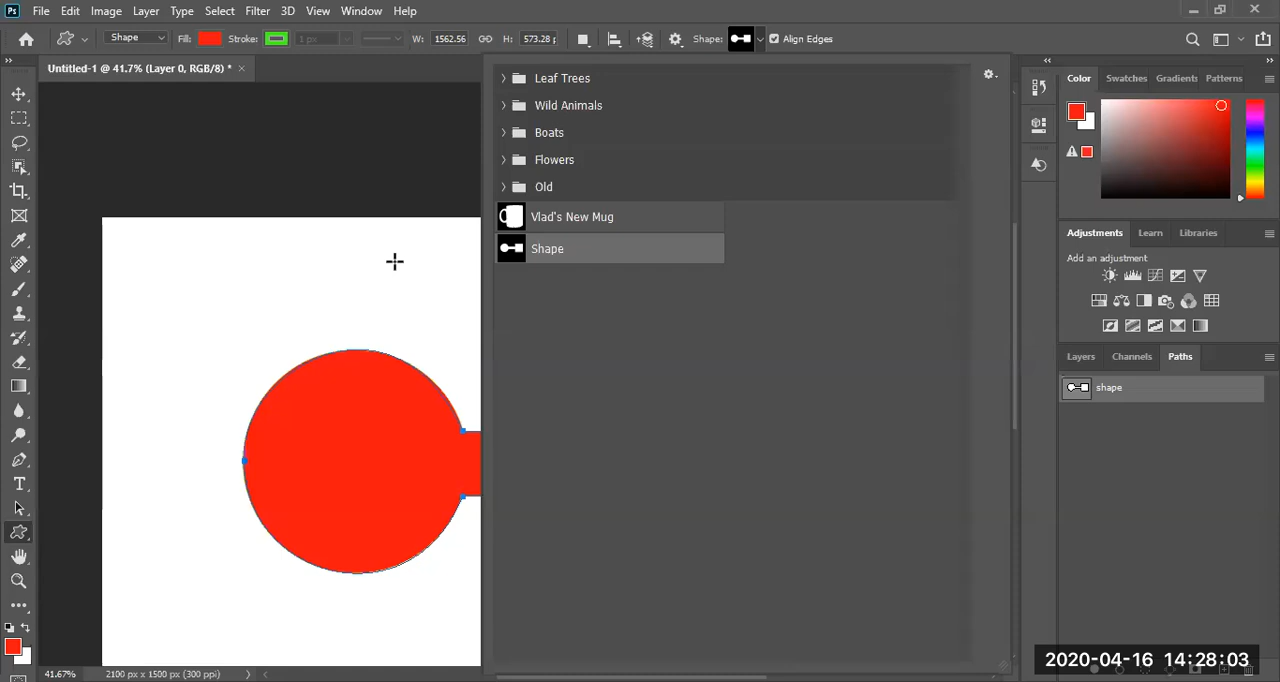 Ps File Edit Image Layer Type Select Filter 3D View Window Help
Shape Fill: Stroke: 1 px W: 1562.56 H: 573.28 p Shape: Align Edges
Untitled-1 @ 41.7% (Layer 0, RGB/8) * ×
Leaf Trees
Wild Animals
Boats
Flowers
Old
Vlad's New Mug
Shape
Color Swatches Gradients Patterns
Adjustments Learn Libraries
Add an adjustment
Layers Channels Paths
shape
41.67% 2100 px x 1500 px (300 ppi)
2020-04-16 14:28:03